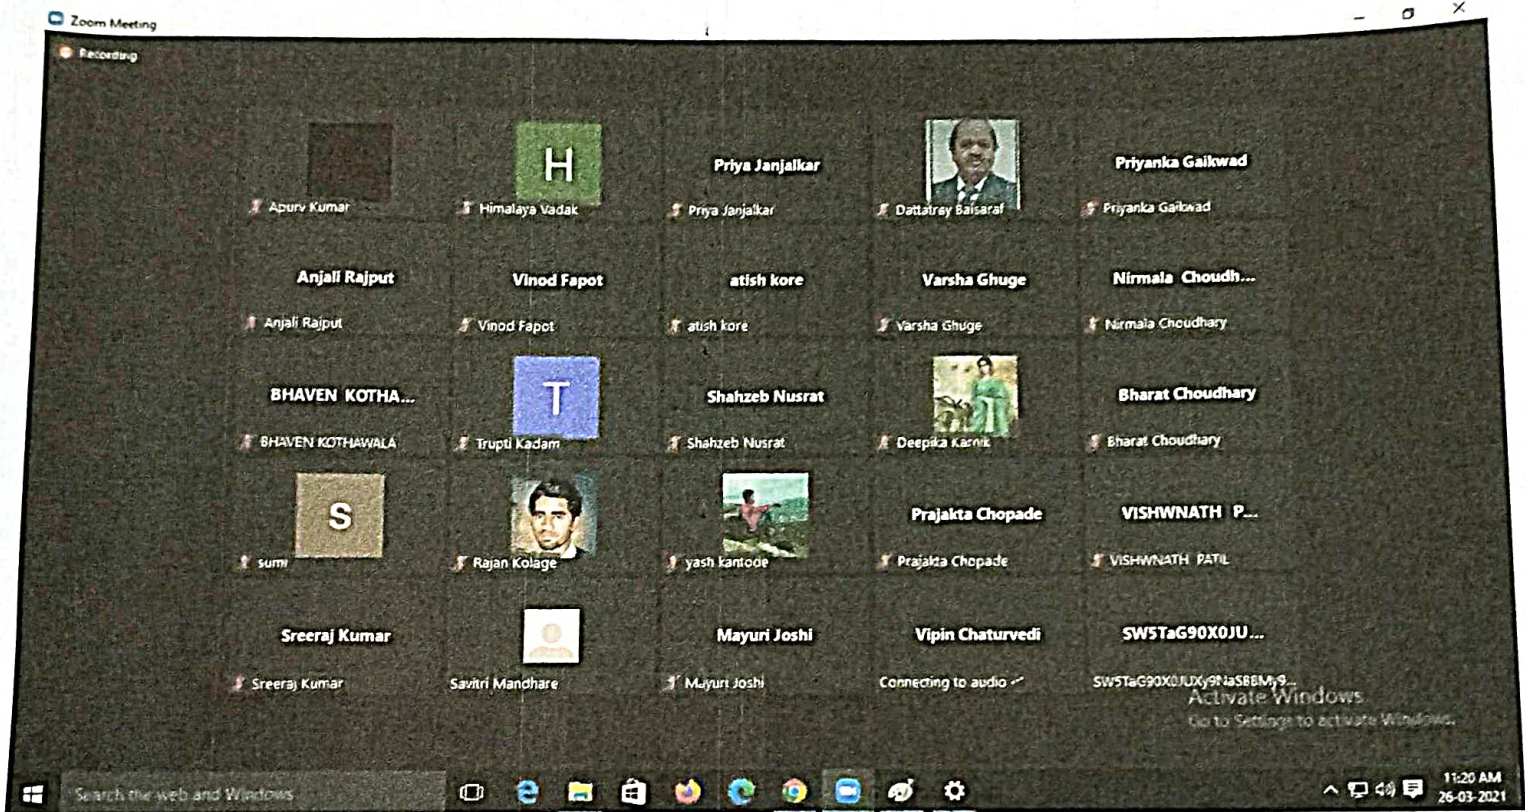 Zoom Meeting
Recording
H
Priya Janjalkar
Priyanka Gaikwad
Apurv Kumar
Himalaya Vadak
Priya Janjalkar
Dattatray Balsaraf
Priyanka Gaikwad
Anjali Rajput
Vinod Fapot
atish kore
Varsha Ghuge
Nirmala Choudh...
Anjali Rajput
Vinod Fapot
atish kore
Varsha Ghuge
Nirmala Choudhary
BHAVEN KOTHA...
T
Shahzeb Nusrat
Bharat Choudhary
BHAVEN KOTHAWALA
Trupti Kadam
Shahzeb Nusrat
Deepika Karnik
Bharat Choudhary
S
Prajakta Chopade
VISHWNATH P...
sumi
Rajan Kolage
yash kantode
Prajakta Chopade
VISHWNATH PATIL
Sreeraj Kumar
Mayuri Joshi
Vipin Chaturvedi
SW5TaG90X0JU...
Sreeraj Kumar
Savitri Mandhare
Mayuri Joshi
Connecting to audio
Activate Windows
Go to Settings to activate Windows.
Search the web and Windows
11:20 AM
26-03-2021